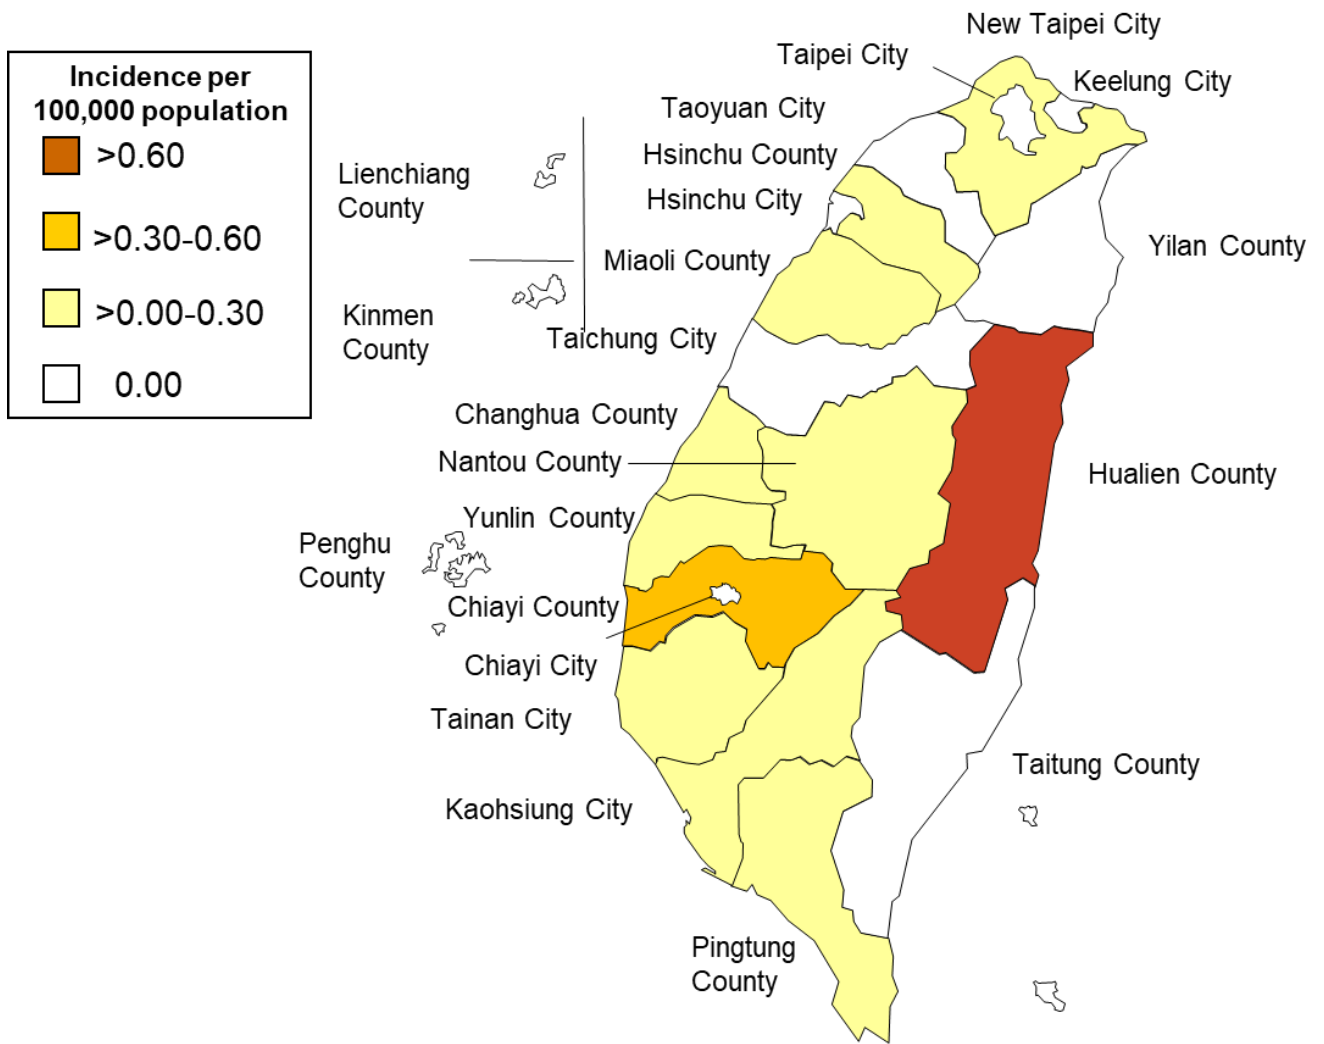 Incidence per
100,000 population
>0.60
>0.30-0.60
>0.00-0.30
0.00
New Taipei City
Taipei City
Keelung City
Taoyuan City
Hsinchu County
Lienchiang
County
Hsinchu City
Yilan County
Miaoli County
Kinmen
County
Taichung City
Changhua County
Nantou County
Hualien County
Yunlin County
Penghu
County
Chiayi County
Chiayi City
Tainan City
Taitung County
Kaohsiung City
Pingtung
County